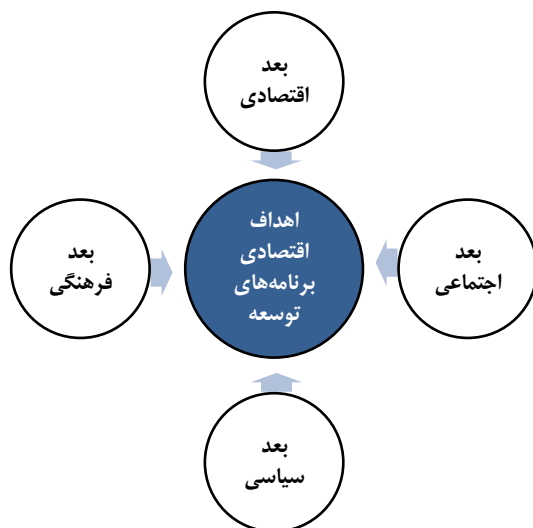 بعد
اقتصادی
اهداف
اقتصادی
برنامه‌های
توسعه
بعد
اجتماعی
بعد
فرهنگی
بعد
سیاسی